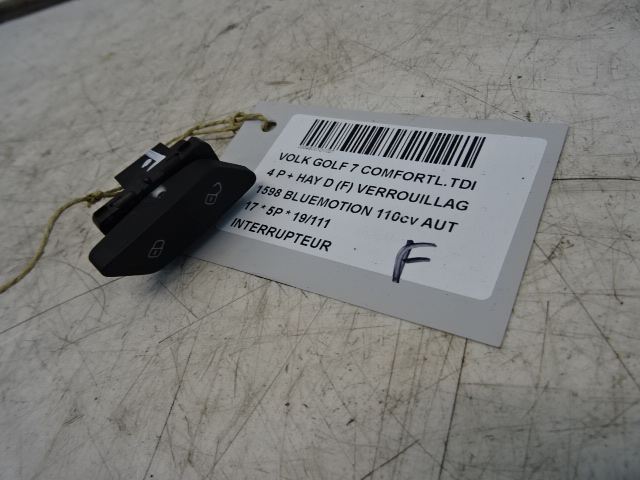 VOLK GOLF 7 COMFORTL.TDI
4 P + HAY D (F) VERROUILLAG
1598 BLUEMOTION 110cv AUT
17 * 5P * 19/111
INTERRUPTEUR
F